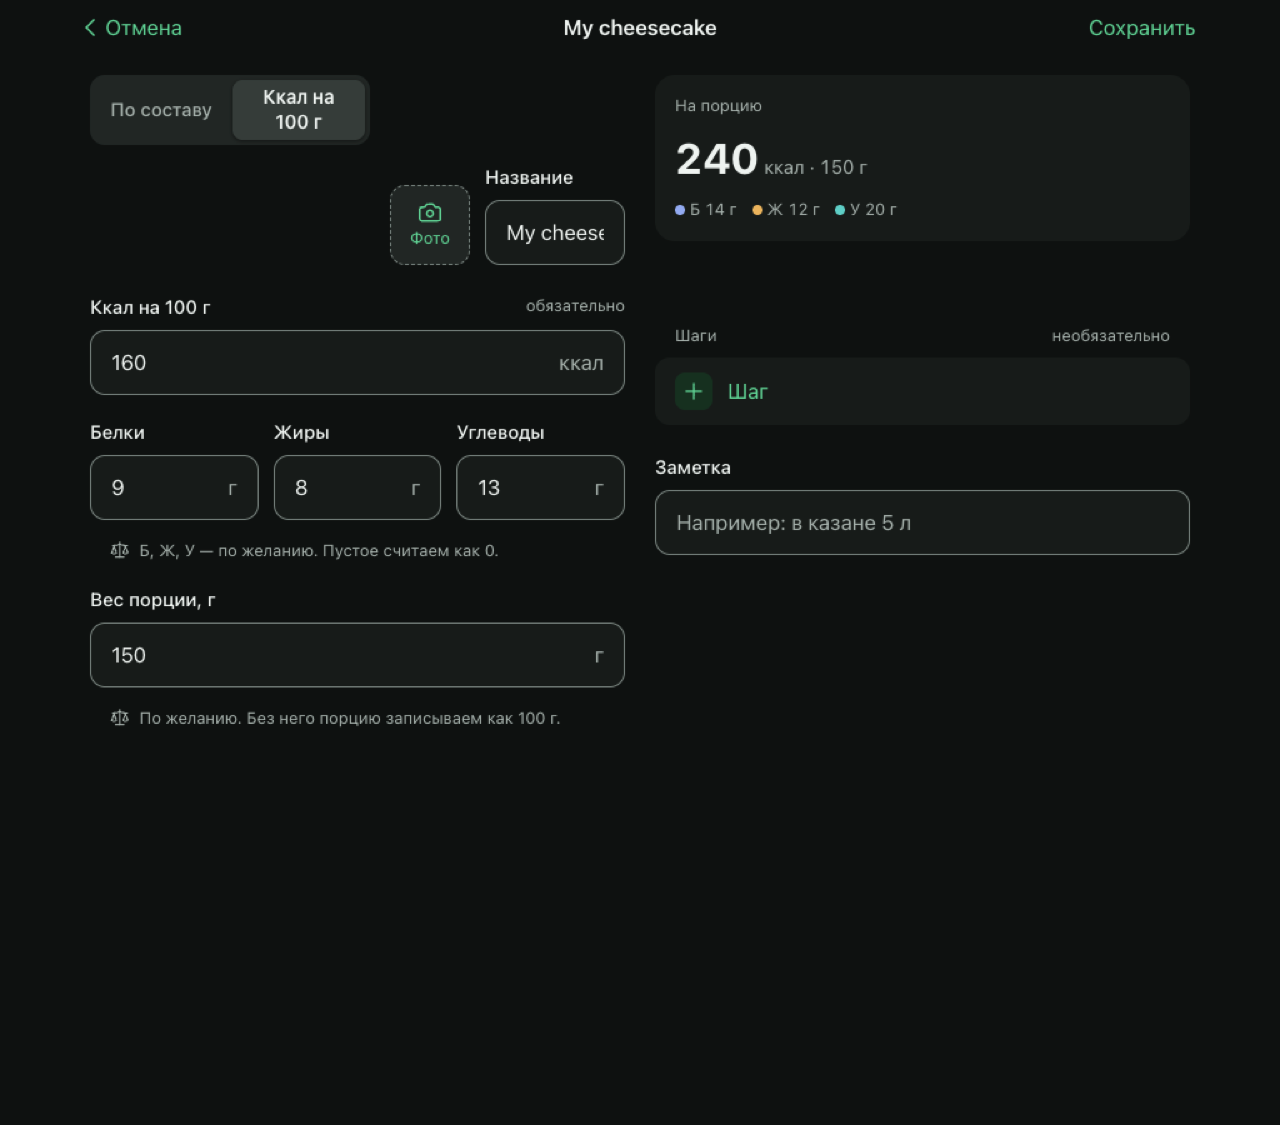 Отмена
My cheesecake
Сохранить
По составу
Ккал на
100 г
Фото
Название
My cheese
Ккал на 100 г
обязательно
160
ккал
Белки
Жиры
Углеводы
9
г
8
г
13
г
Б, Ж, У — по желанию. Пустое считаем как 0.
Вес порции, г
150
г
По желанию. Без него порцию записываем как 100 г.
На порцию
240 ккал · 150 г
Б 14 г Ж 12 г У 20 г
Шаги
необязательно
Шаг
Заметка
Например: в казане 5 л